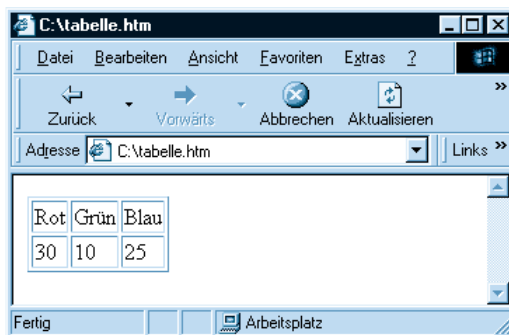 C:\tabelle.htm
Datei Bearbeiten Ansicht Favoriten Extras ?
Zurück Vorwärts Abbrechen Aktualisieren »
Adresse C:\tabelle.htm Links »
Rot Grün Blau
30 10 25
Fertig Arbeitsplatz